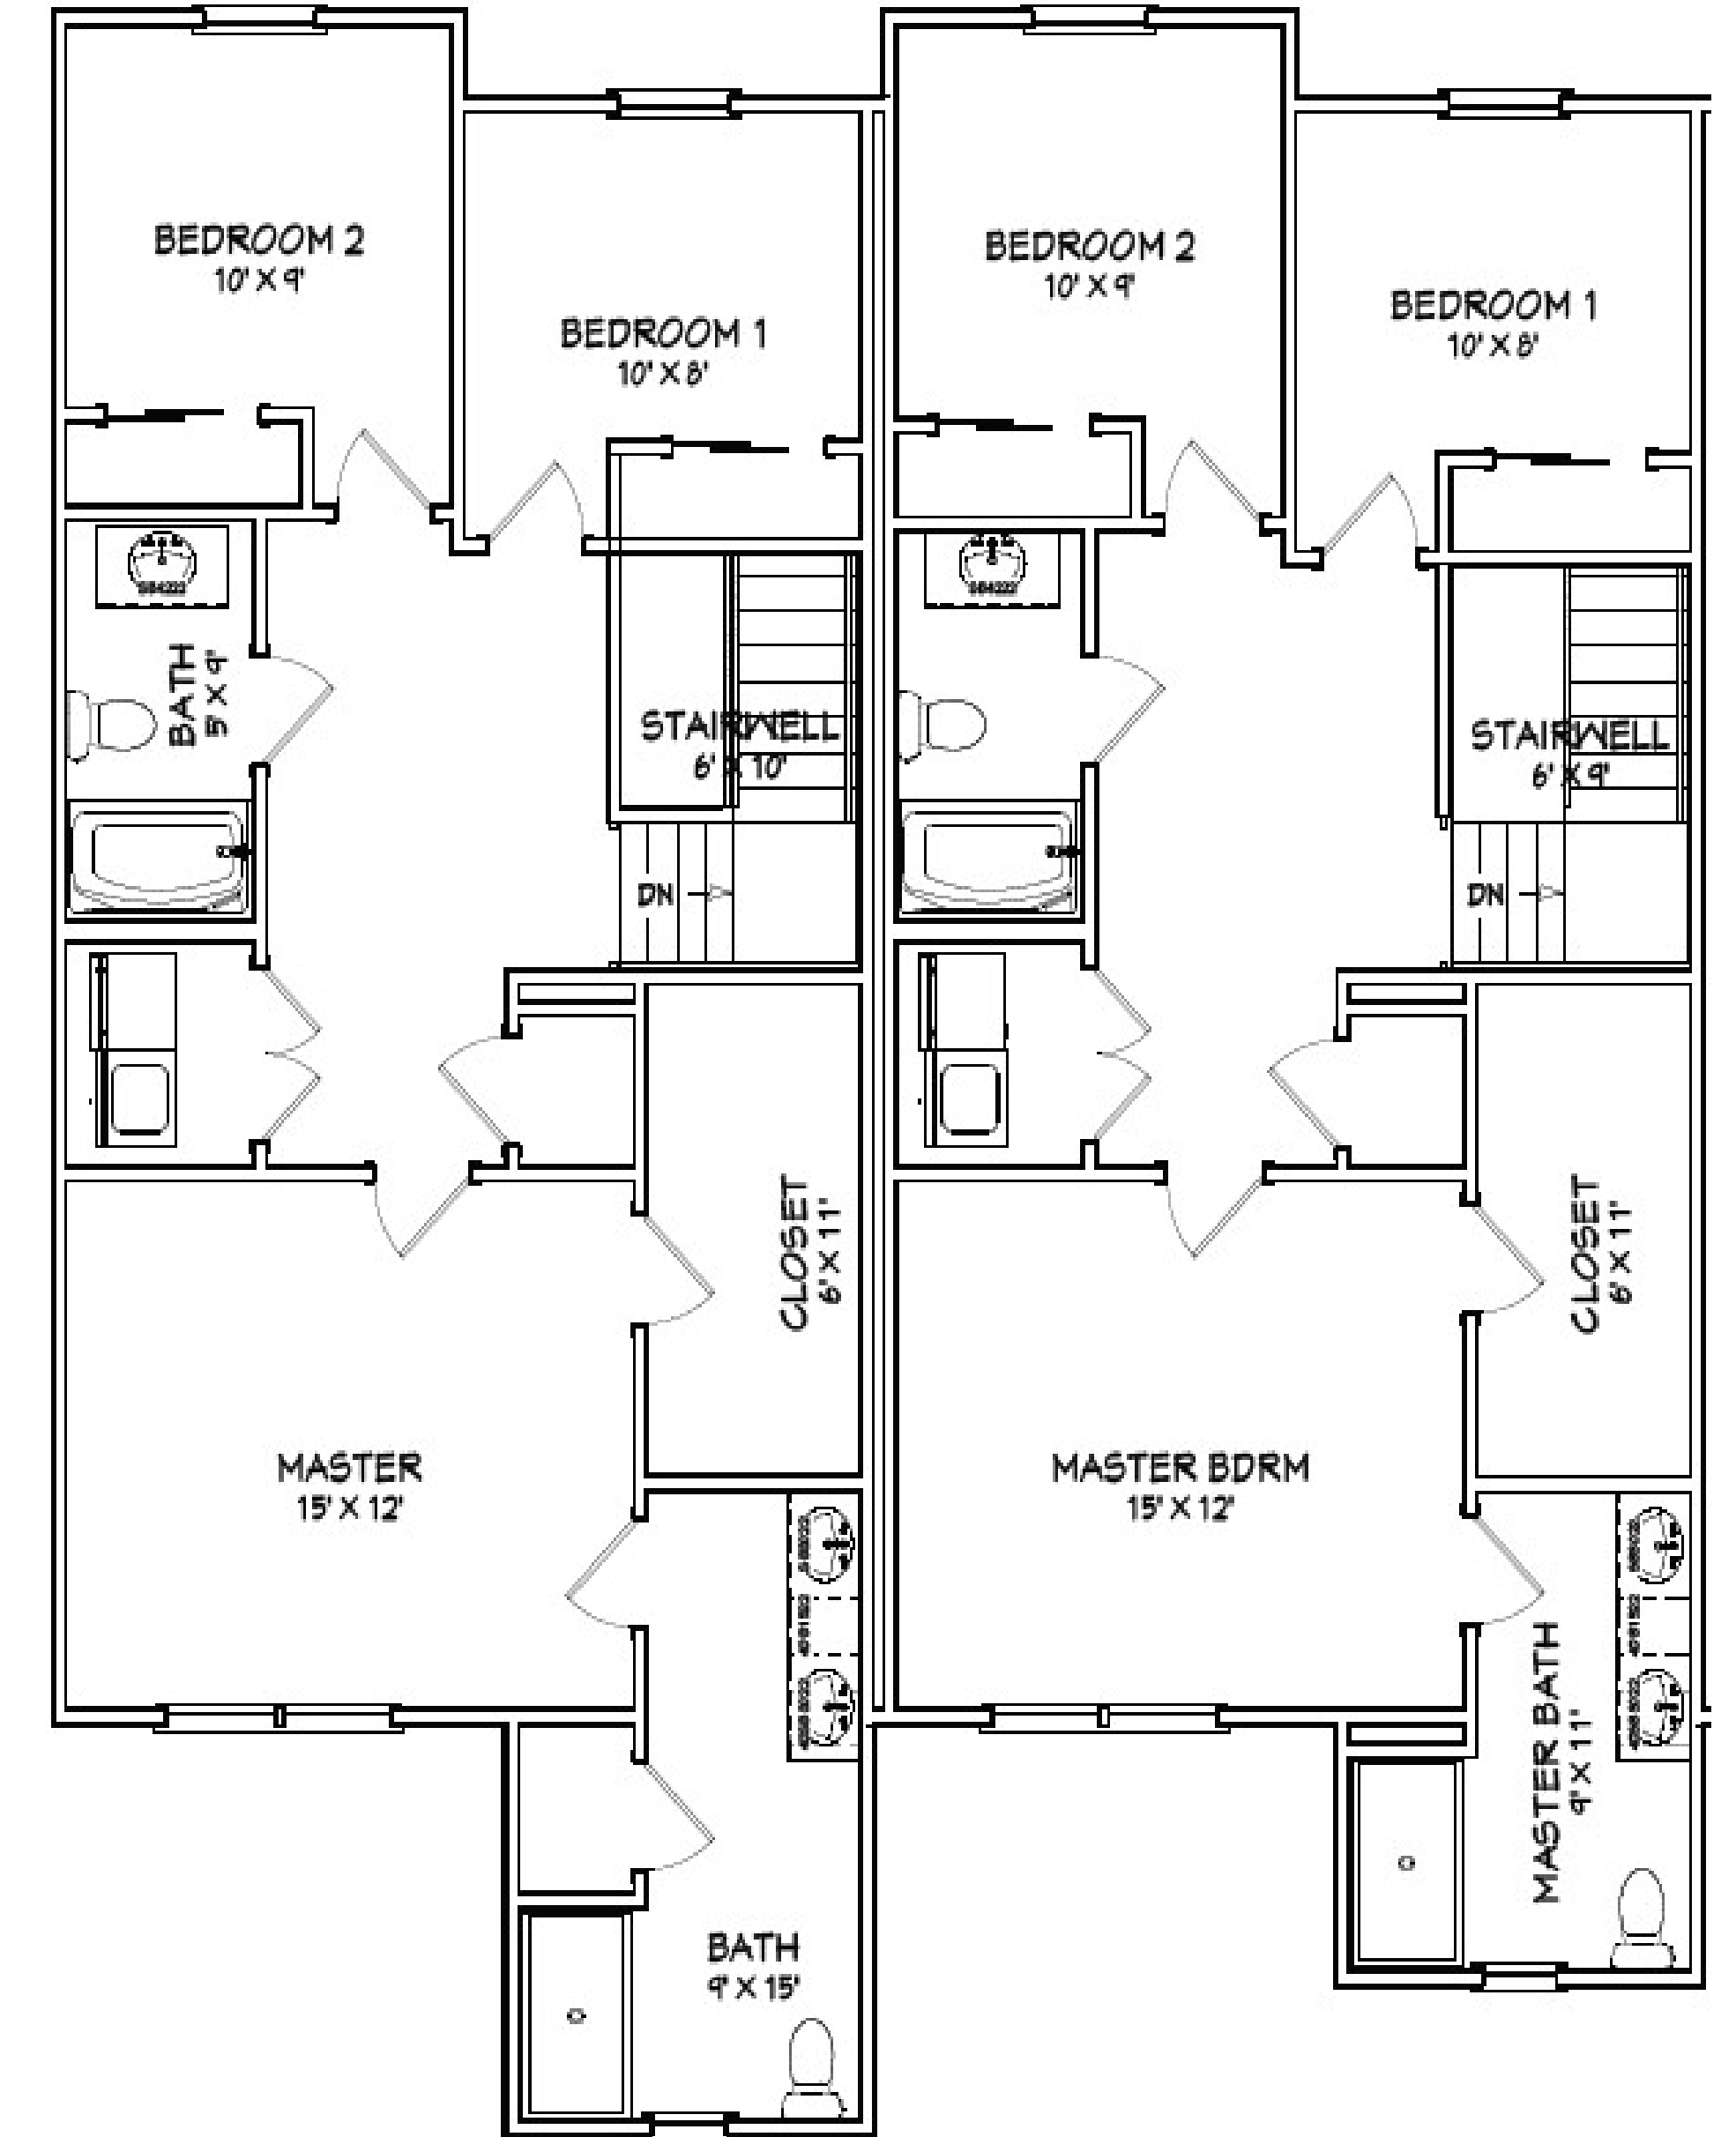 BEDROOM 2
10' X 9'
BEDROOM 1
10' X 8'
BATH
5' X 9'
STAIRWELL
6' X 10'
DN
CLOSET
6' X 11'
MASTER
15' X 12'
BATH
9' X 15'
BEDROOM 2
10' X 9'
BEDROOM 1
10' X 8'
STAIRWELL
6' X 9'
DN
CLOSET
6' X 11'
MASTER BDRM
15' X 12'
MASTER BATH
9' X 11'